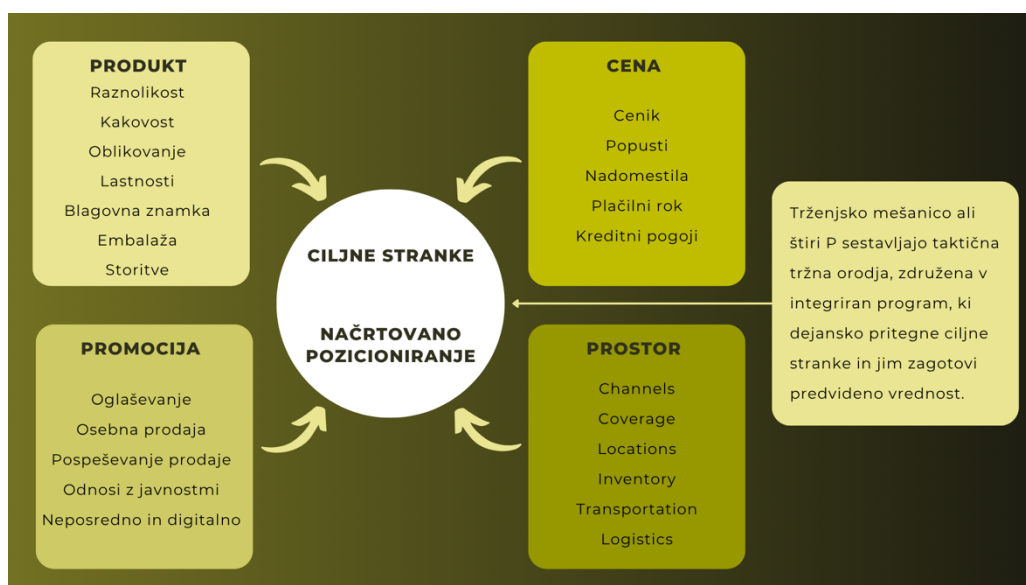 PRODUKT
Raznolikost
Kakovost
Oblikovanje
Lastnosti
Blagovna znamka
Embalaža
Storitve
CENA
Cenik
Popusti
Nadomestila
Plačilni rok
Kreditni pogoji
CILJNE STRANKE
NAČRTOVANO
POZICIONIRANJE
Trženjsko mešanico ali
štiri P sestavljajo taktična
tržna orodja, združena v
integriran program, ki
dejansko pritegne ciljne
stranke in jim zagotovi
predvideno vrednost.
PROMOCIJA
Oglaševanje
Osebna prodaja
Pospeševanje prodaje
Odnosi z javnostmi
Neposredno in digitalno
PROSTOR
Channels
Coverage
Locations
Inventory
Transportation
Logistics